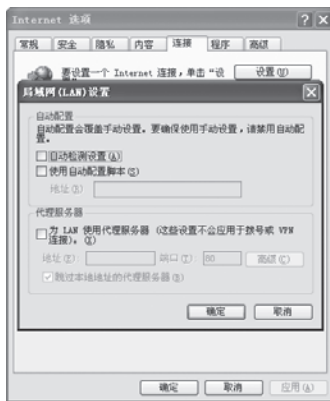 Internet 选项
常规 安全 隐私 内容 连接 程序 高级
要设置一个 Internet 连接,单击“设 设置(U)
局域网(LAN)设置
自动配置
自动配置会覆盖手动设置。要确保使用手动设置,请禁用自动配
置。
自动检测设置(A)
使用自动配置脚本(S)
地址(R)
代理服务器
为 LAN 使用代理服务器(这些设置不会应用于拨号或 VPN
连接)。(X)
地址(E): 端口(T): 80 高级(C)
跳过本地地址的代理服务器(B)
确定 取消
确定 取消 应用(A)